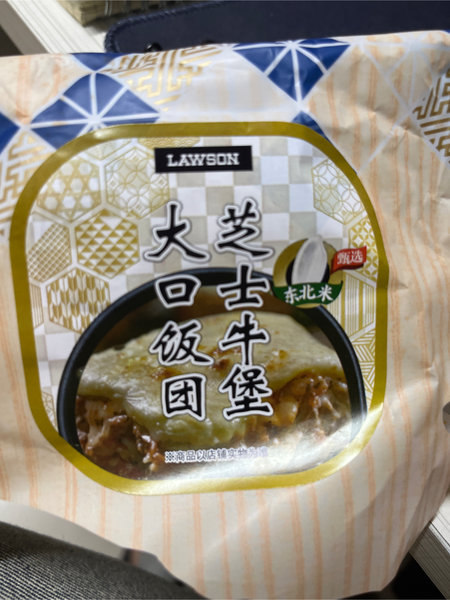 LAWSON
芝士牛堡
大口饭团
甄选
东北米
※商品以店铺实物为准